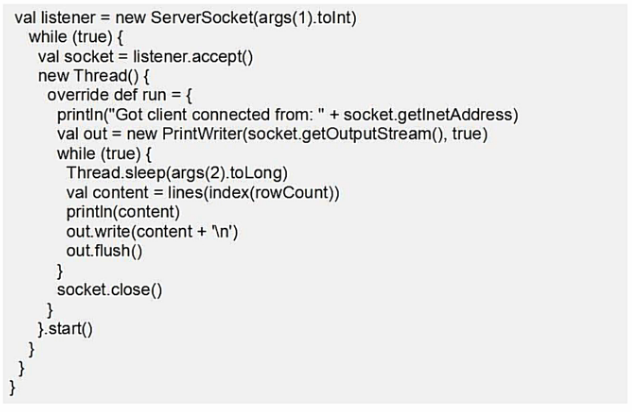 val listener = new ServerSocket(args(1).toInt)
while (true) {
val socket = listener.accept()
new Thread() {
override def run = {
println("Got client connected from: " + socket.getInetAddress)
val out = new PrintWriter(socket.getOutputStream(), true)
while (true) {
Thread.sleep(args(2).toLong)
val content = lines(index(rowCount))
println(content)
out.write(content + '\n')
out.flush()
}
socket.close()
}
}.start()
}
}
}